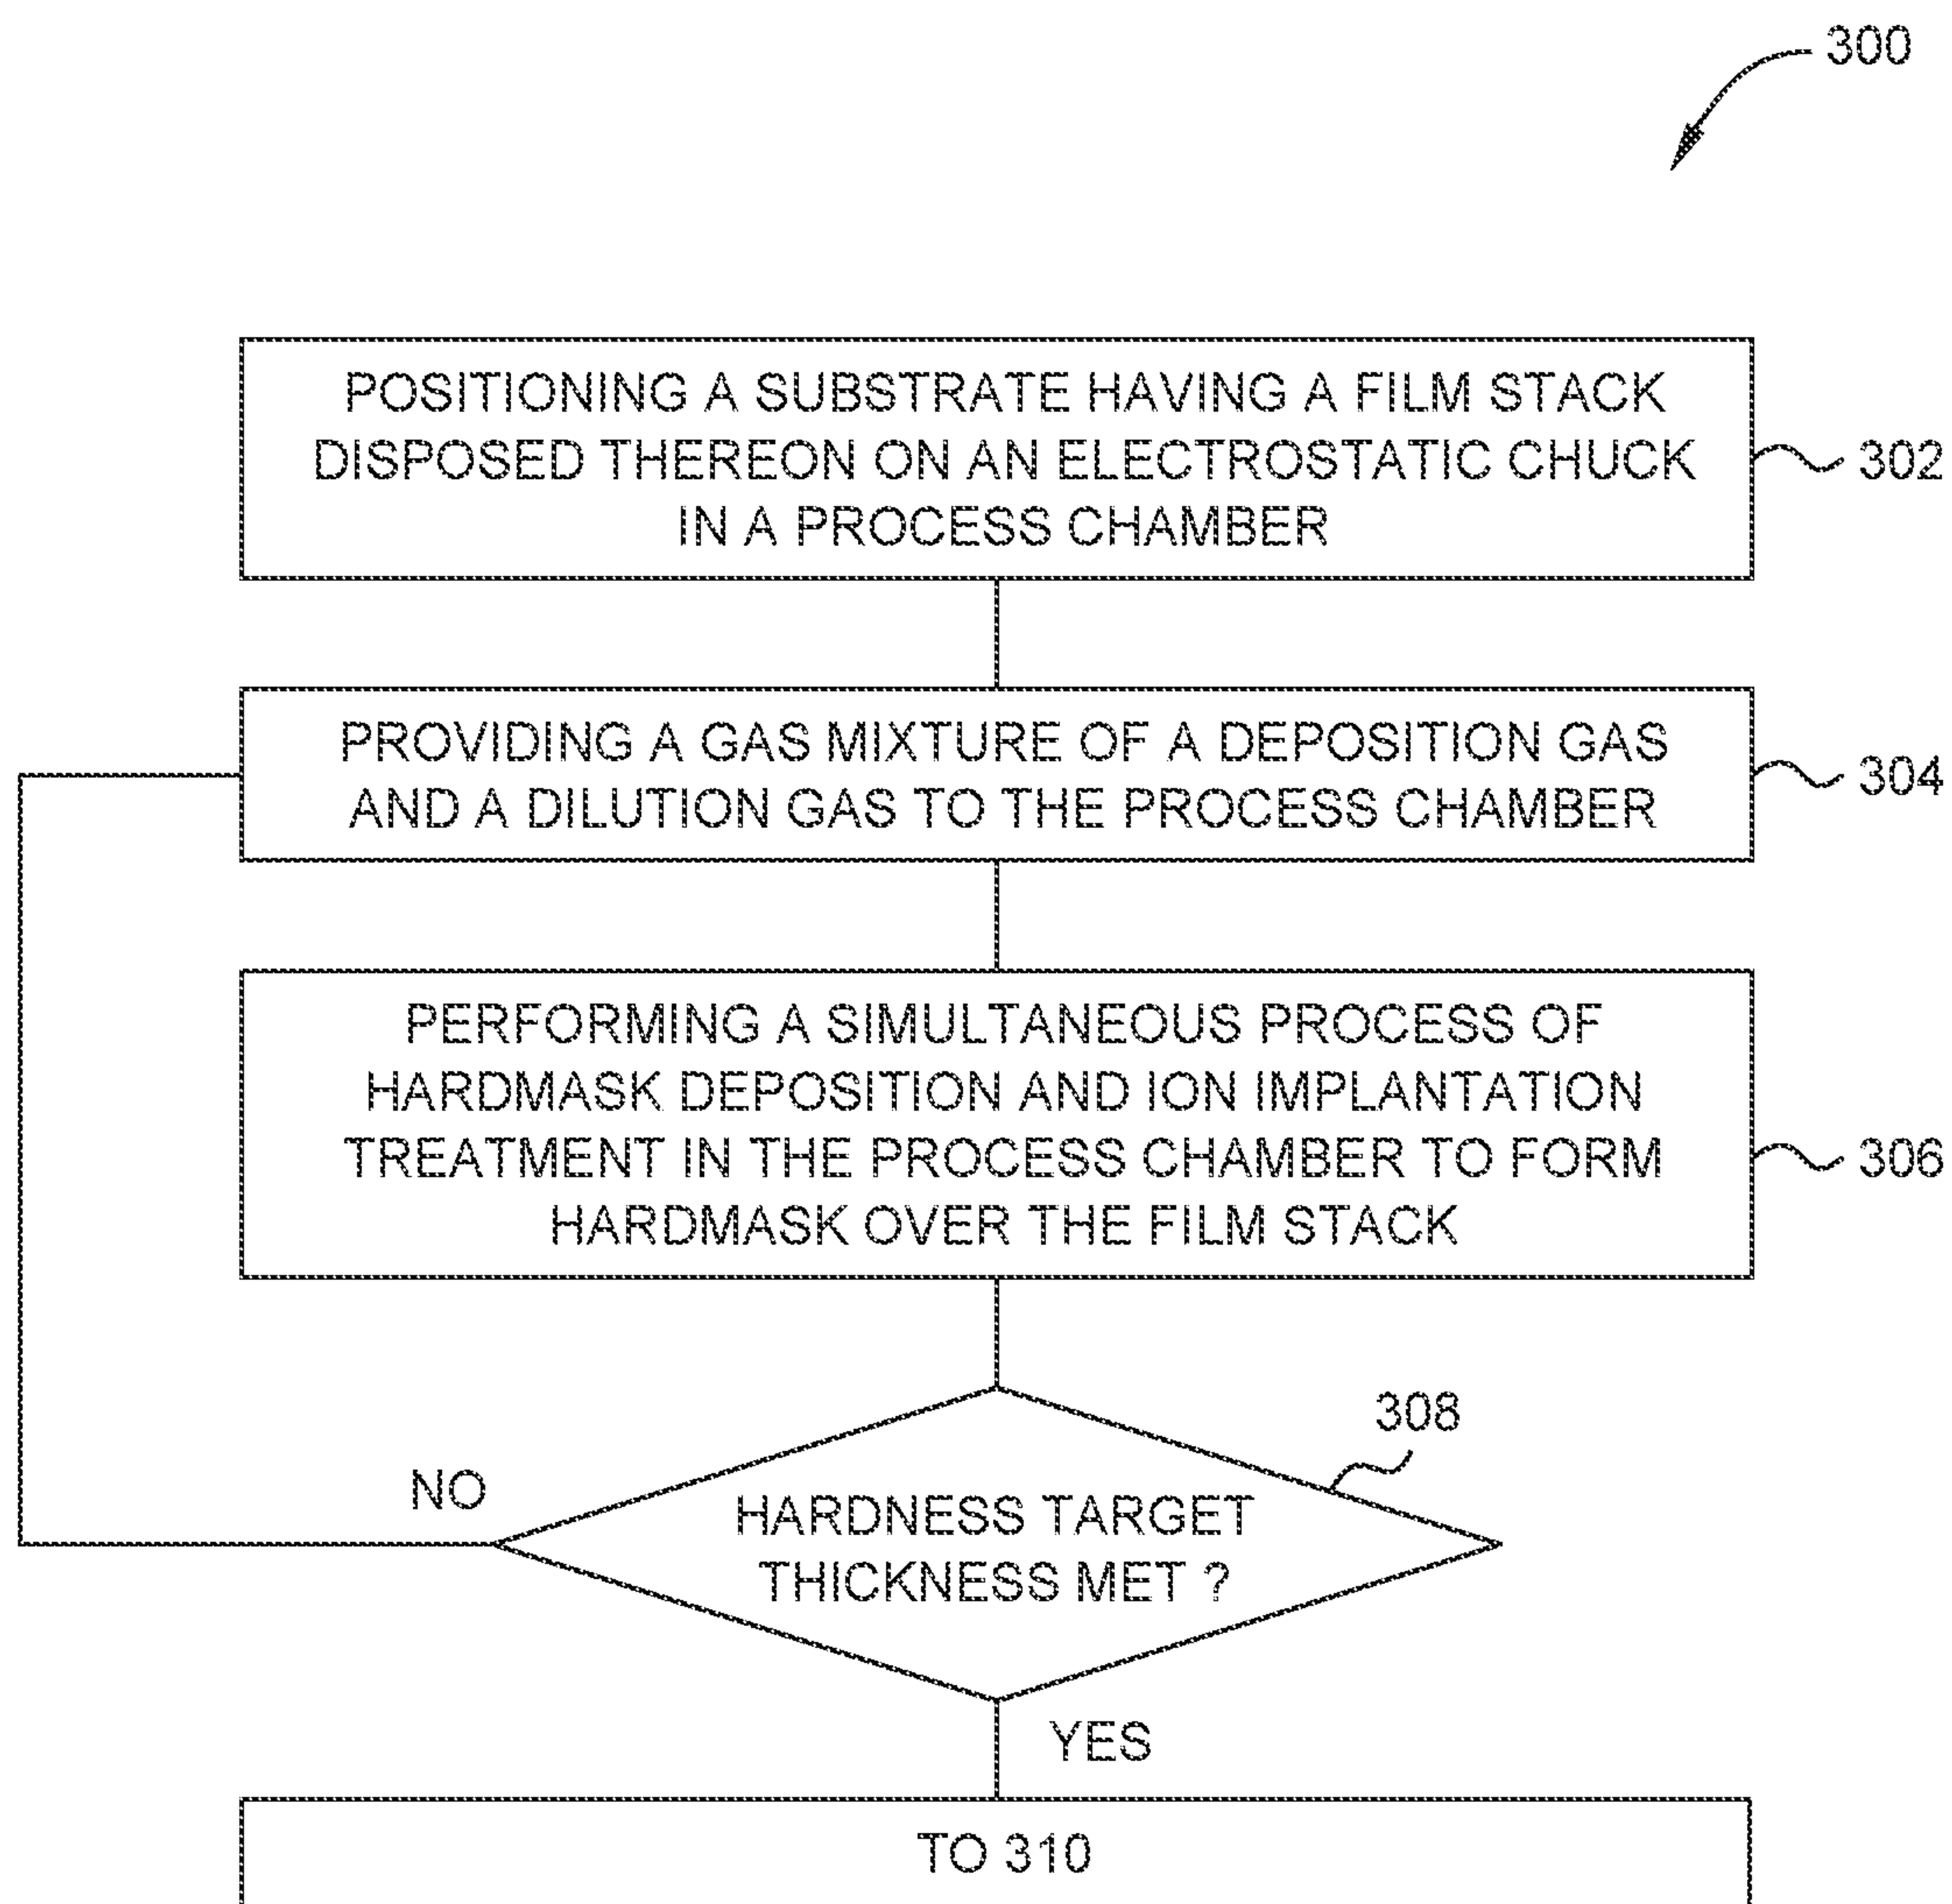 300
POSITIONING A SUBSTRATE HAVING A FILM STACK
DISPOSED THEREON ON AN ELECTROSTATIC CHUCK
IN A PROCESS CHAMBER
302
PROVIDING A GAS MIXTURE OF A DEPOSITION GAS
AND A DILUTION GAS TO THE PROCESS CHAMBER
304
PERFORMING A SIMULTANEOUS PROCESS OF
HARDMASK DEPOSITION AND ION IMPLANTATION
TREATMENT IN THE PROCESS CHAMBER TO FORM
HARDMASK OVER THE FILM STACK
306
308
NO
HARDNESS TARGET
THICKNESS MET ?
YES
TO 310